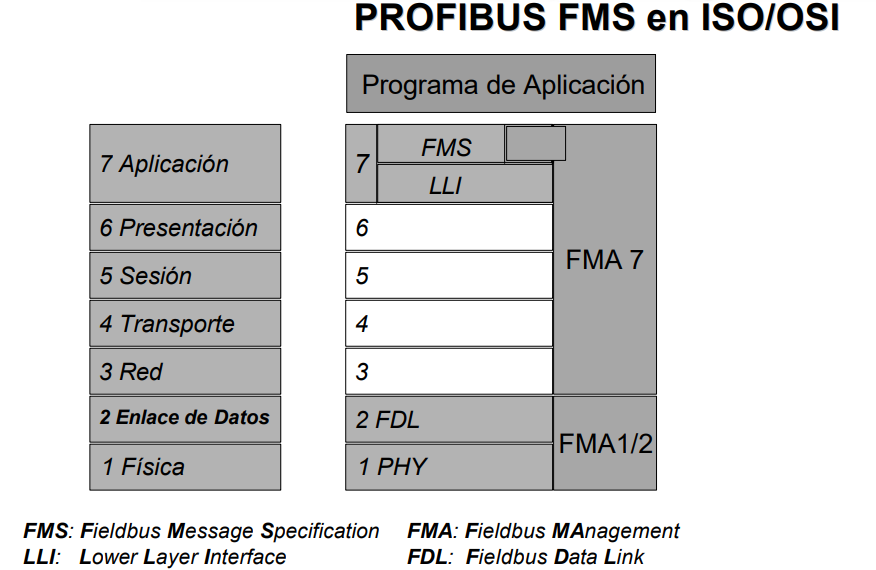 PROFIBUS FMS en ISO/OSI
Programa de Aplicación
7 Aplicación
6 Presentación
5 Sesión
4 Transporte
3 Red
2 Enlace de Datos
1 Física
7
FMS
LLI
6
5
4
3
2 FDL
1 PHY
FMA 7
FMA1/2
FMS: Fieldbus Message Specification
LLI: Lower Layer Interface
FMA: Fieldbus MAnagement
FDL: Fieldbus Data Link